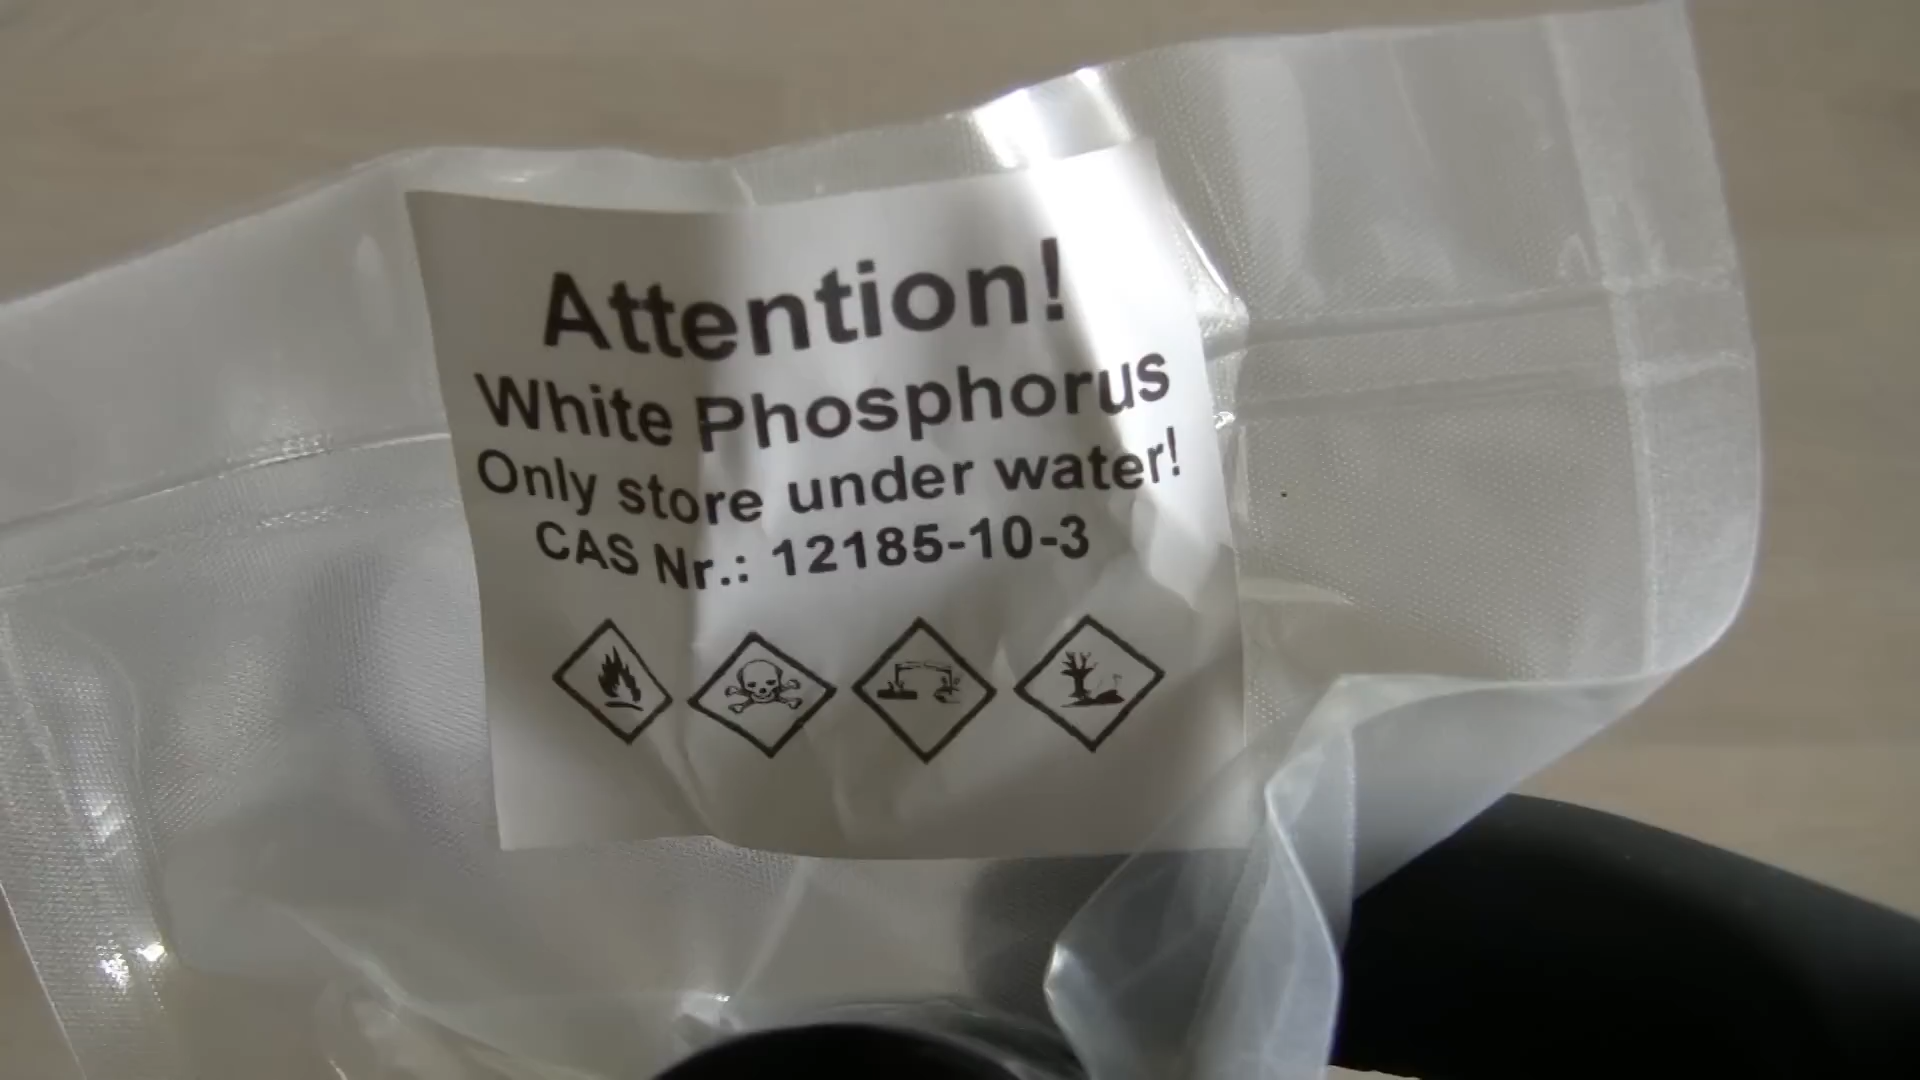 Attention!
White Phosphorus
Only store under water!
CAS Nr.: 12185-10-3